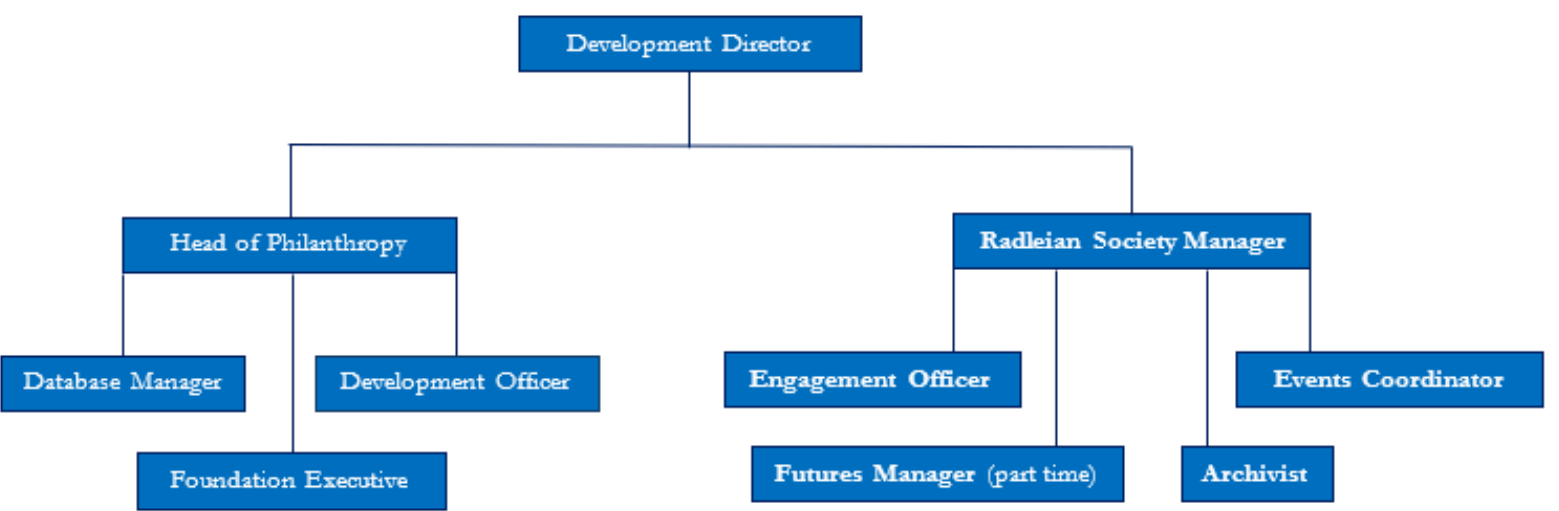 Development Director
Head of Philanthropy
Radleian Society Manager
Database Manager
Development Officer
Engagement Officer
Events Coordinator
Foundation Executive
Futures Manager (part time)
Archivist